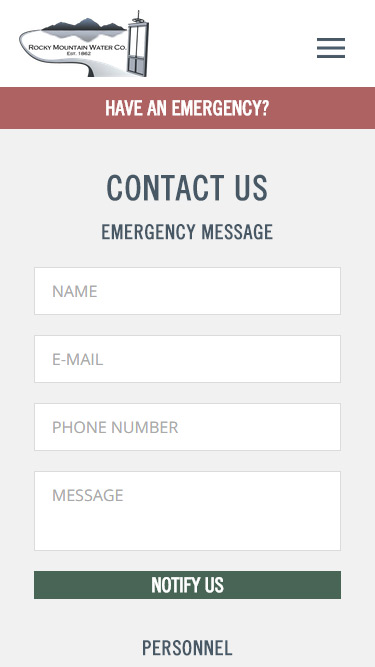 Rocky Mountain Water Co.
Est. 1662
HAVE AN EMERGENCY?
CONTACT US
EMERGENCY MESSAGE
NAME
E-MAIL
PHONE NUMBER
MESSAGE
NOTIFY US
PERSONNEL